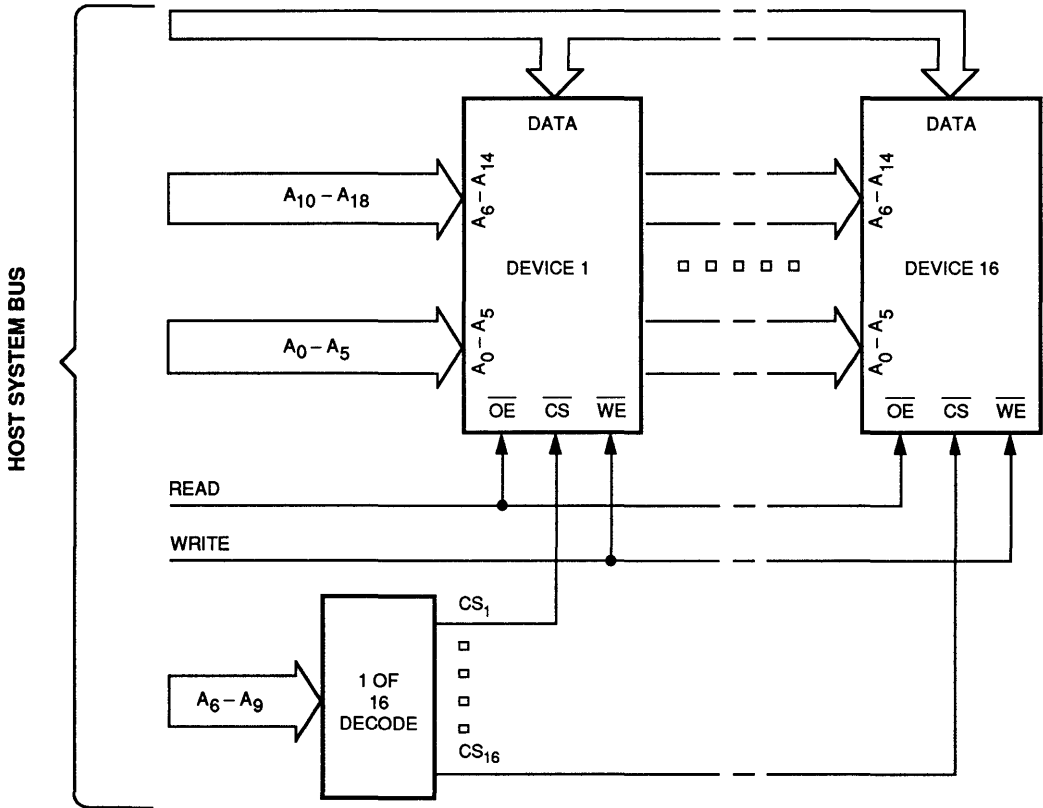 HOST SYSTEM BUS
DATA
DATA
A10 – A18
A6 – A14
A6 – A14
DEVICE 1
DEVICE 16
A0 – A5
A0 – A5
A0 – A5
OE CS WE
OE CS WE
READ
WRITE
CS1
A6 – A9
1 OF
16
DECODE
CS16